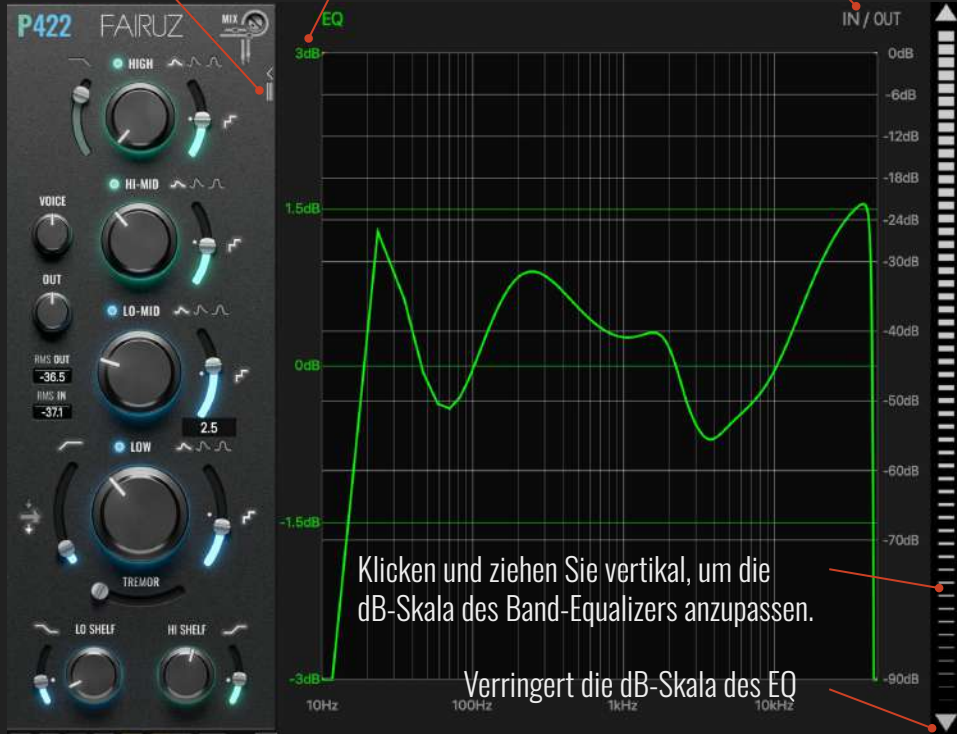 P422 FAIRUZ MIX
HIGH
HI-MID
VOICE
OUT
LO-MID
RMS OUT
-36.5
RMS IN
-37.1
2.5
LOW
TREMOR
LO SHELF HI SHELF
EQ IN / OUT
3dB 0dB
-6dB
-12dB
-18dB
1.5dB
-24dB
-30dB
-40dB
0dB
-50dB
-60dB
-1.5dB
-70dB
Klicken und ziehen Sie vertikal, um die
dB-Skala des Band-Equalizers anzupassen.
Verringert die dB-Skala des EQ
-3dB -90dB
10Hz 100Hz 1kHz 10kHz